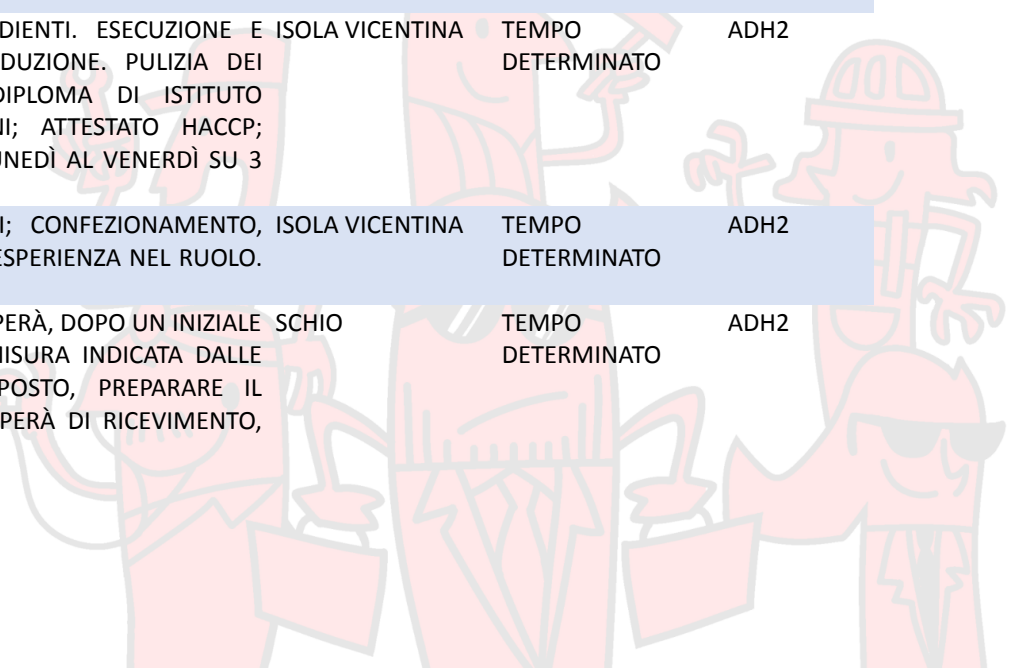 DIENTI. ESECUZIONE E ISOLA VICENTINA TEMPO ADH2
DUZIONE. PULIZIA DEI DETERMINATO
DIPLOMA DI ISTITUTO
NI; ATTESTATO HACCP;
UNEDÌ AL VENERDÌ SU 3
I; CONFEZIONAMENTO, ISOLA VICENTINA TEMPO ADH2
ESPERIENZA NEL RUOLO. DETERMINATO
PERÀ, DOPO UN INIZIALE SCHIO TEMPO ADH2
MISURA INDICATA DALLE DETERMINATO
POSTO, PREPARARE IL
PERÀ DI RICEVIMENTO,